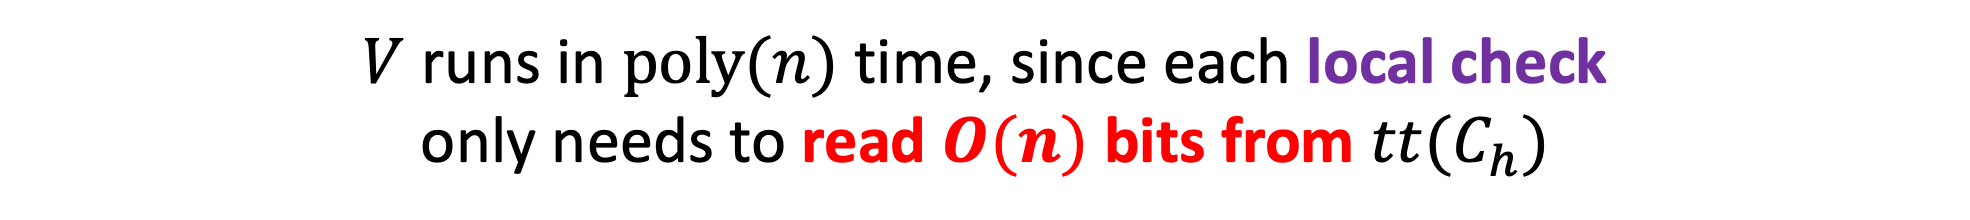 V runs in poly(n) time, since each local check
only needs to read O(n) bits from tt(C_h)